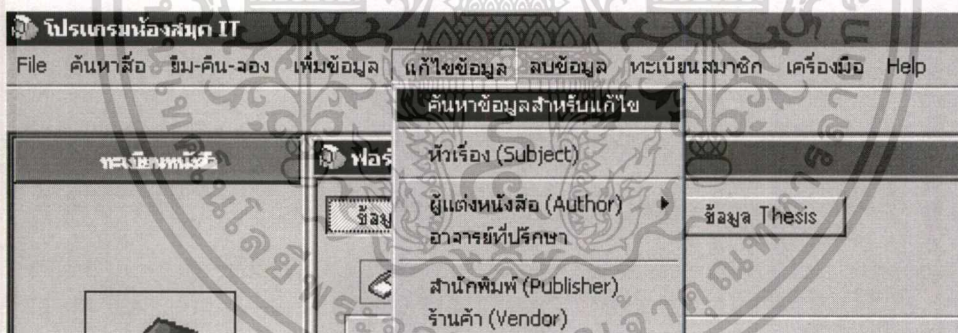 โปรแกรมห้องสมุด IT
File ค้นหาสื่อ ยืม-คืน-จอง เพิ่มข้อมูล แก้ไขข้อมูล ลบข้อมูล ทะเบียนสมาชิก เครื่องมือ Help
ค้นหาข้อมูลสำหรับแก้ไข
ทะเบียนหนังสือ
หัวเรื่อง (Subject)
ผู้แต่งหนังสือ (Author)
ข้อมูล Thesis
อาจารย์ที่ปรึกษา
สำนักพิมพ์ (Publisher)
ร้านค้า (Vendor)